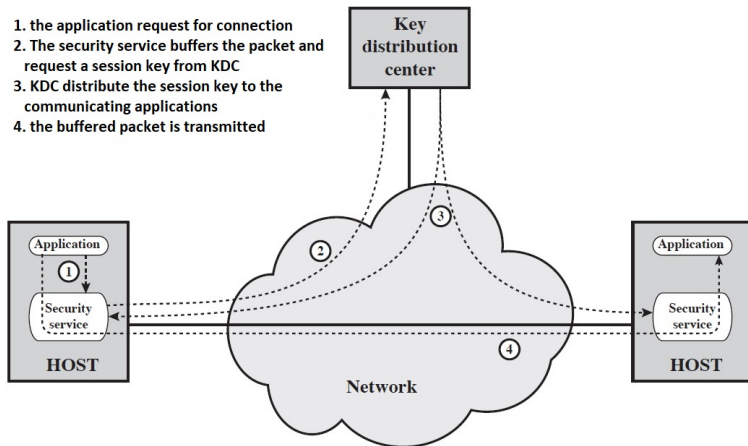 1. the application request for connection
2. The security service buffers the packet and
request a session key from KDC
3. KDC distribute the session key to the
communicating applications
4. the buffered packet is transmitted
Key
distribution
center
Application
1
Security
service
HOST
2
3
4
Network
Application
Security
service
HOST